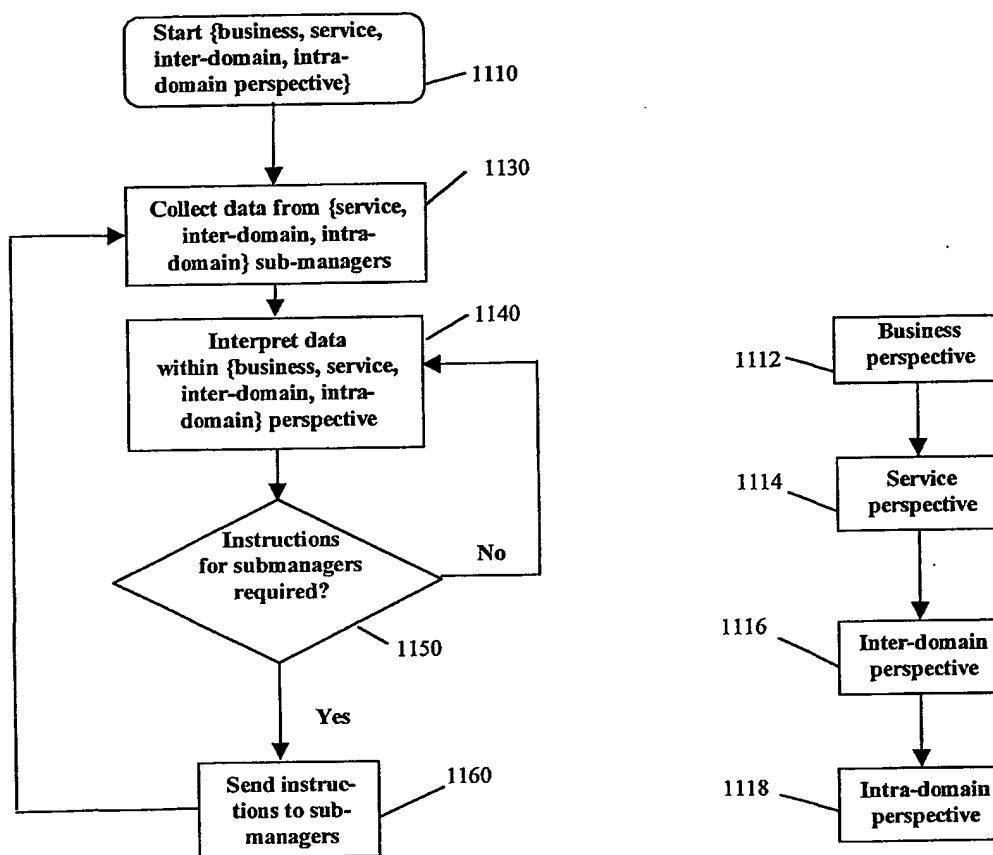 Start {business, service,
inter-domain, intra-
domain perspective}
1110
1130
Collect data from {service,
inter-domain, intra-
domain} sub-managers
1140
Interpret data
within {business, service,
inter-domain, intra-
domain} perspective
Instructions
for submanagers
required?
No
1150
Yes
Send instruc-
tions to sub-
managers
1160
Business
perspective
1112
Service
perspective
1114
Inter-domain
perspective
1116
Intra-domain
perspective
1118